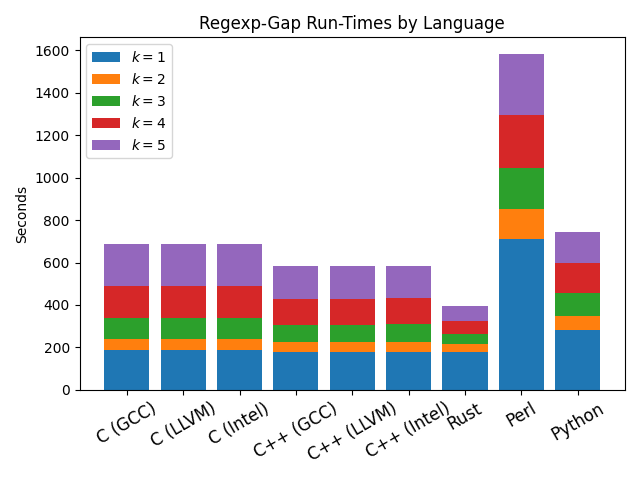 Regexp-Gap Run-Times by Language
k = 1
k = 2
k = 3
k = 4
k = 5
Seconds
1600
1400
1200
1000
800
600
400
200
0
C (GCC)
C (LLVM)
C (Intel)
C++ (GCC)
C++ (LLVM)
C++ (Intel)
Rust
Perl
Python